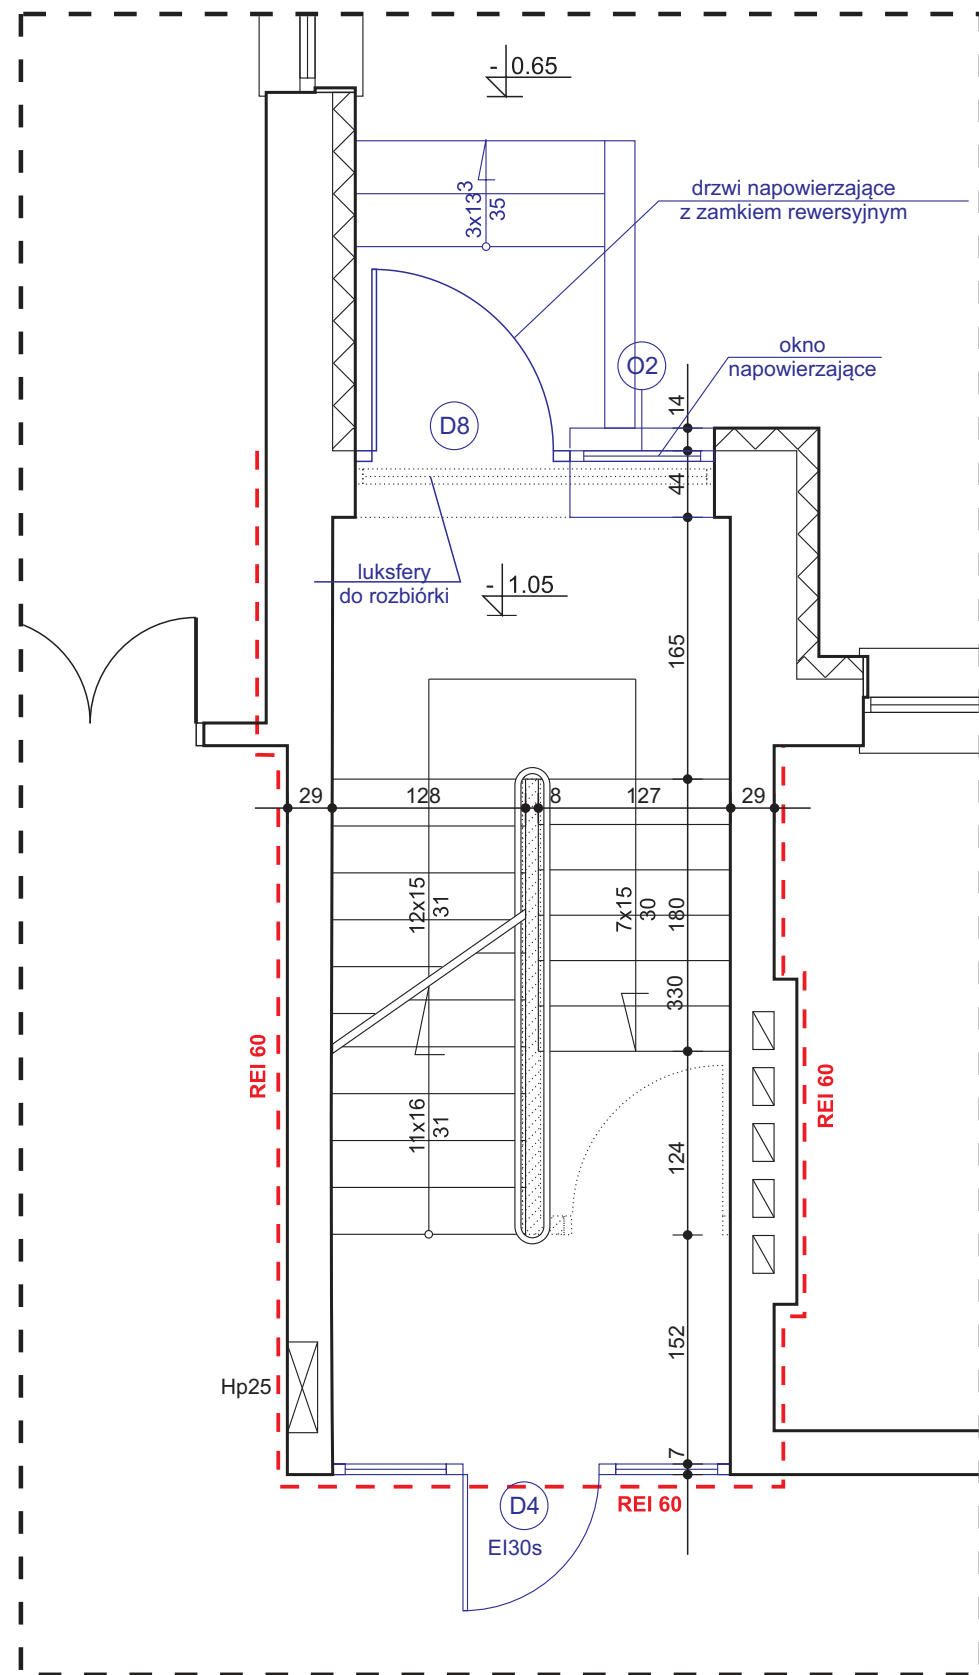 - 0.65
3x13,3
35
drzwi napowierzające
z zamkiem rewersyjnym
okno
napowierzające
O2
D8
14
44
luksfery
do rozbiórki
- 1.05
165
29
128
8
127
29
12x15
31
7x15
30
180
330
REI 60
REI 60
11x16
31
124
152
Hp25
7
D4
EI30s
REI 60